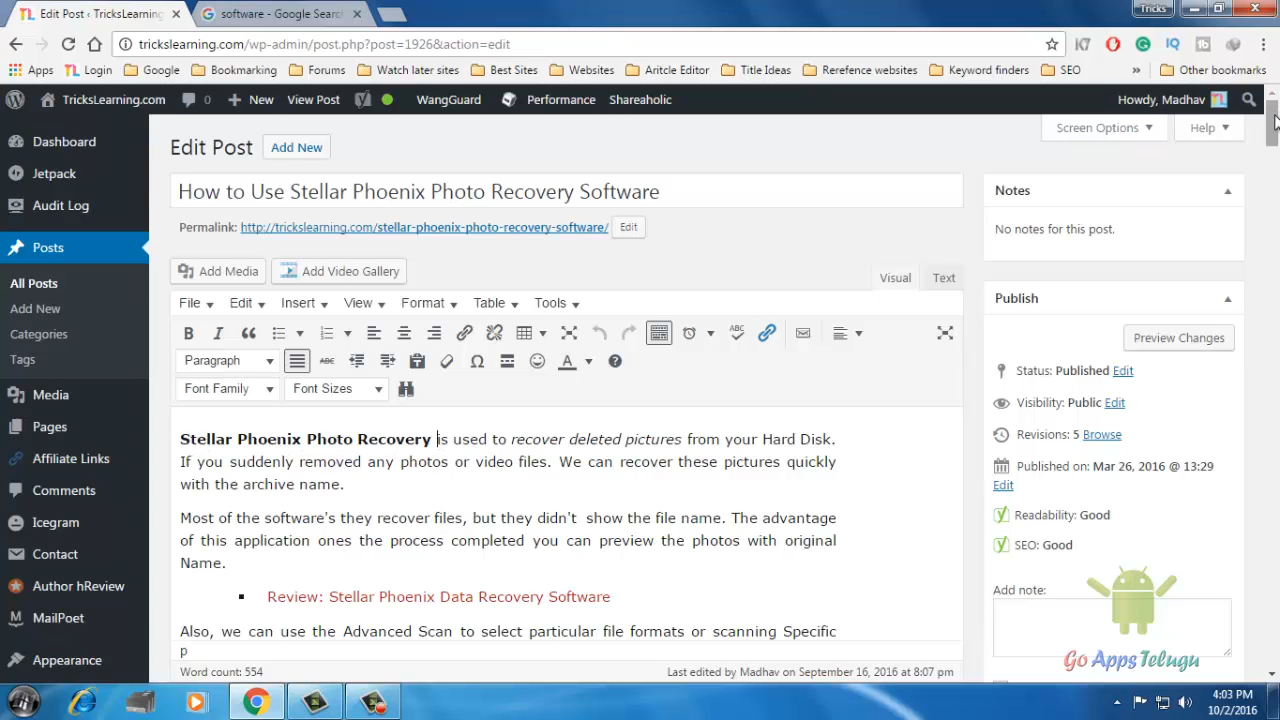 Edit Post ‹ TricksLearning.c
software - Google Searc
Tricks
trickslearning.com/wp-admin/post.php?post=1926&action=edit
Apps
Login
Google
Bookmarking
Forums
Watch later sites
Best Sites
Websites
Aritcle Editor
Title Ideas
Rerefence websites
Keyword finders
SEO
»
Other bookmarks
TricksLearning.com
0
New
View Post
WangGuard
Performance
Shareaholic
Howdy, Madhav
Dashboard
Jetpack
Audit Log
Posts
All Posts
Add New
Categories
Tags
Media
Pages
Affiliate Links
Comments
Icegram
Contact
Author hReview
MailPoet
Appearance
Screen Options
Help
Edit Post
Add New
How to Use Stellar Phoenix Photo Recovery Software
Permalink: http://trickslearning.com/stellar-phoenix-photo-recovery-software/ Edit
Add Media
Add Video Gallery
Visual
Text
File
Edit
Insert
View
Format
Table
Tools
Paragraph
Font Family
Font Sizes
Stellar Phoenix Photo Recovery is used to recover deleted pictures from your Hard Disk.
If you suddenly removed any photos or video files. We can recover these pictures quickly
with the archive name.
Most of the software's they recover files, but they didn't show the file name. The advantage
of this application ones the process completed you can preview the photos with original
Name.
Review: Stellar Phoenix Data Recovery Software
Also, we can use the Advanced Scan to select particular file formats or scanning Specific
p
Word count: 554
Last edited by Madhav on September 16, 2016 at 8:07 pm
Notes
No notes for this post.
Publish
Preview Changes
Status: Published Edit
Visibility: Public Edit
Revisions: 5 Browse
Published on: Mar 26, 2016 @ 13:29
Edit
Readability: Good
SEO: Good
Add note:
Go AppsTelugu
4:03 PM
10/2/2016